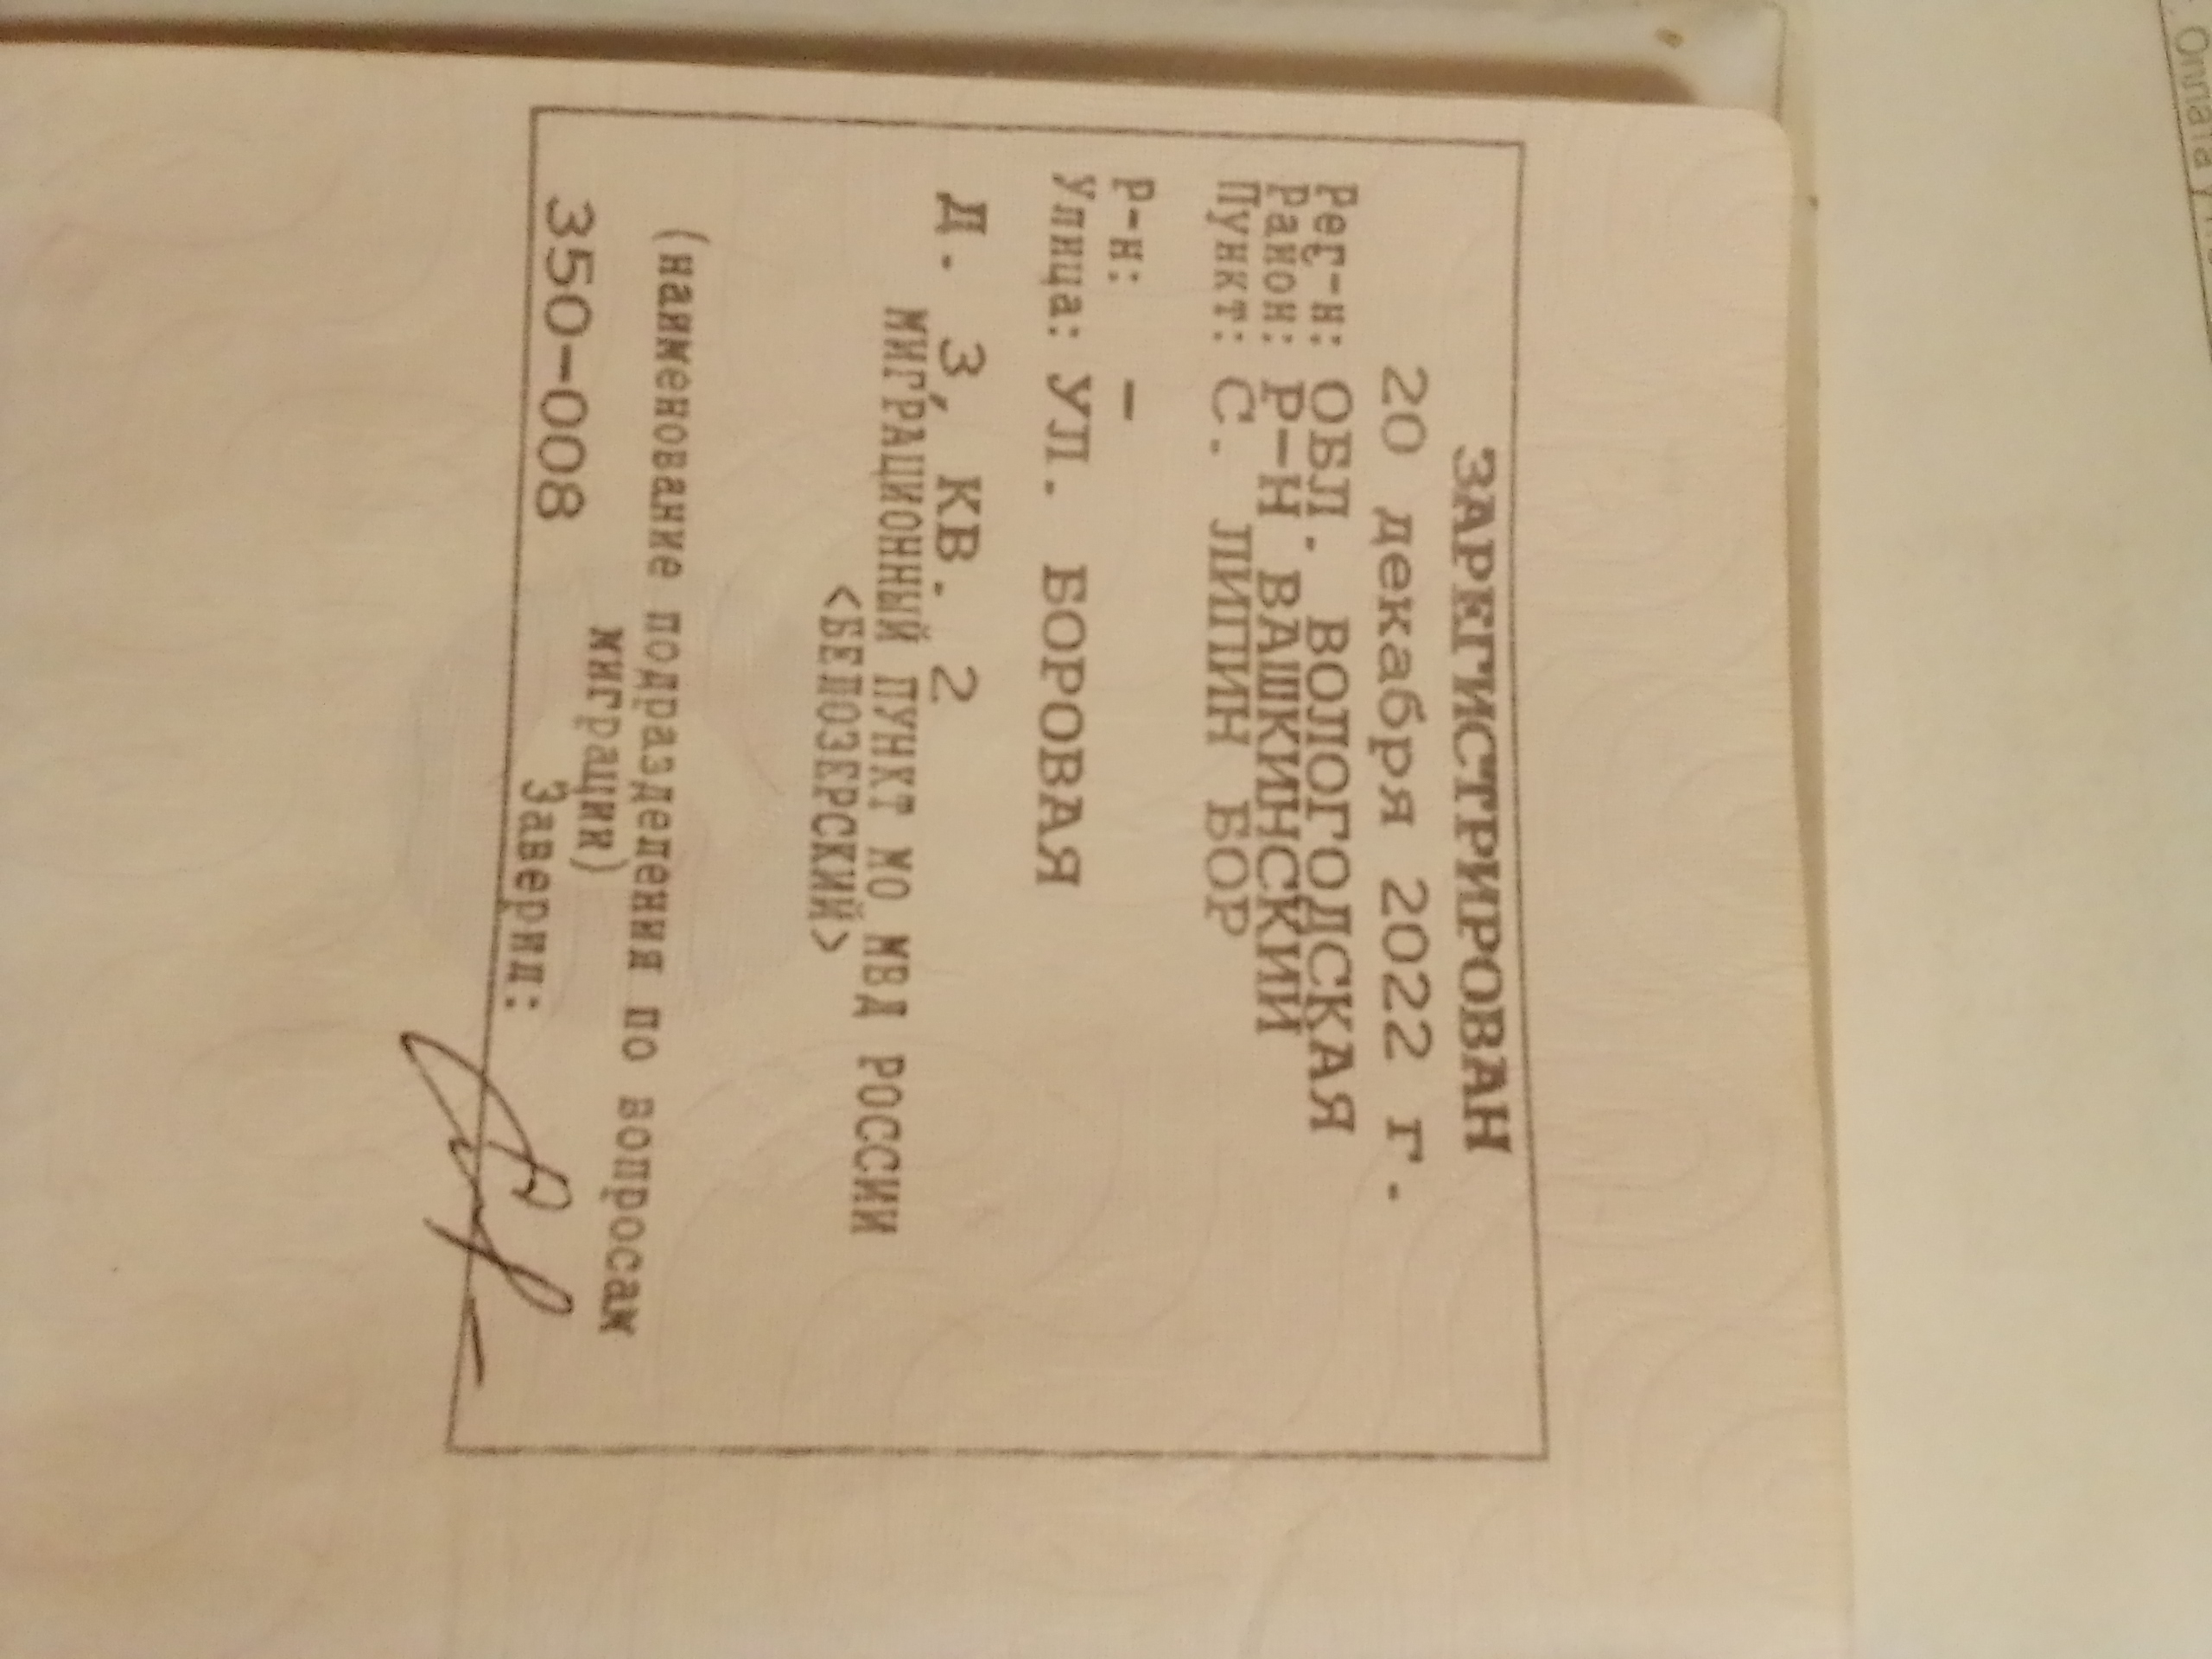 ЗАРЕГИСТРИРОВАН
20 декабря 2022 г.
Рег-н: ОБЛ. ВОЛОГОДСКАЯ
Район: Р-Н ВАШКИНСКИЙ
Пункт: С. ЛИПИН БОР
Р-н: -
Улица: УЛ. БОРОВАЯ
Д. 3, КВ. 2
МИГРАЦИОННЫЙ ПУНКТ МО МВД РОССИИ
<БЕЛОЗЕРСКИЙ>
(наименование подразделения по вопросам
миграции)
350-008
Заверил:
Оплата